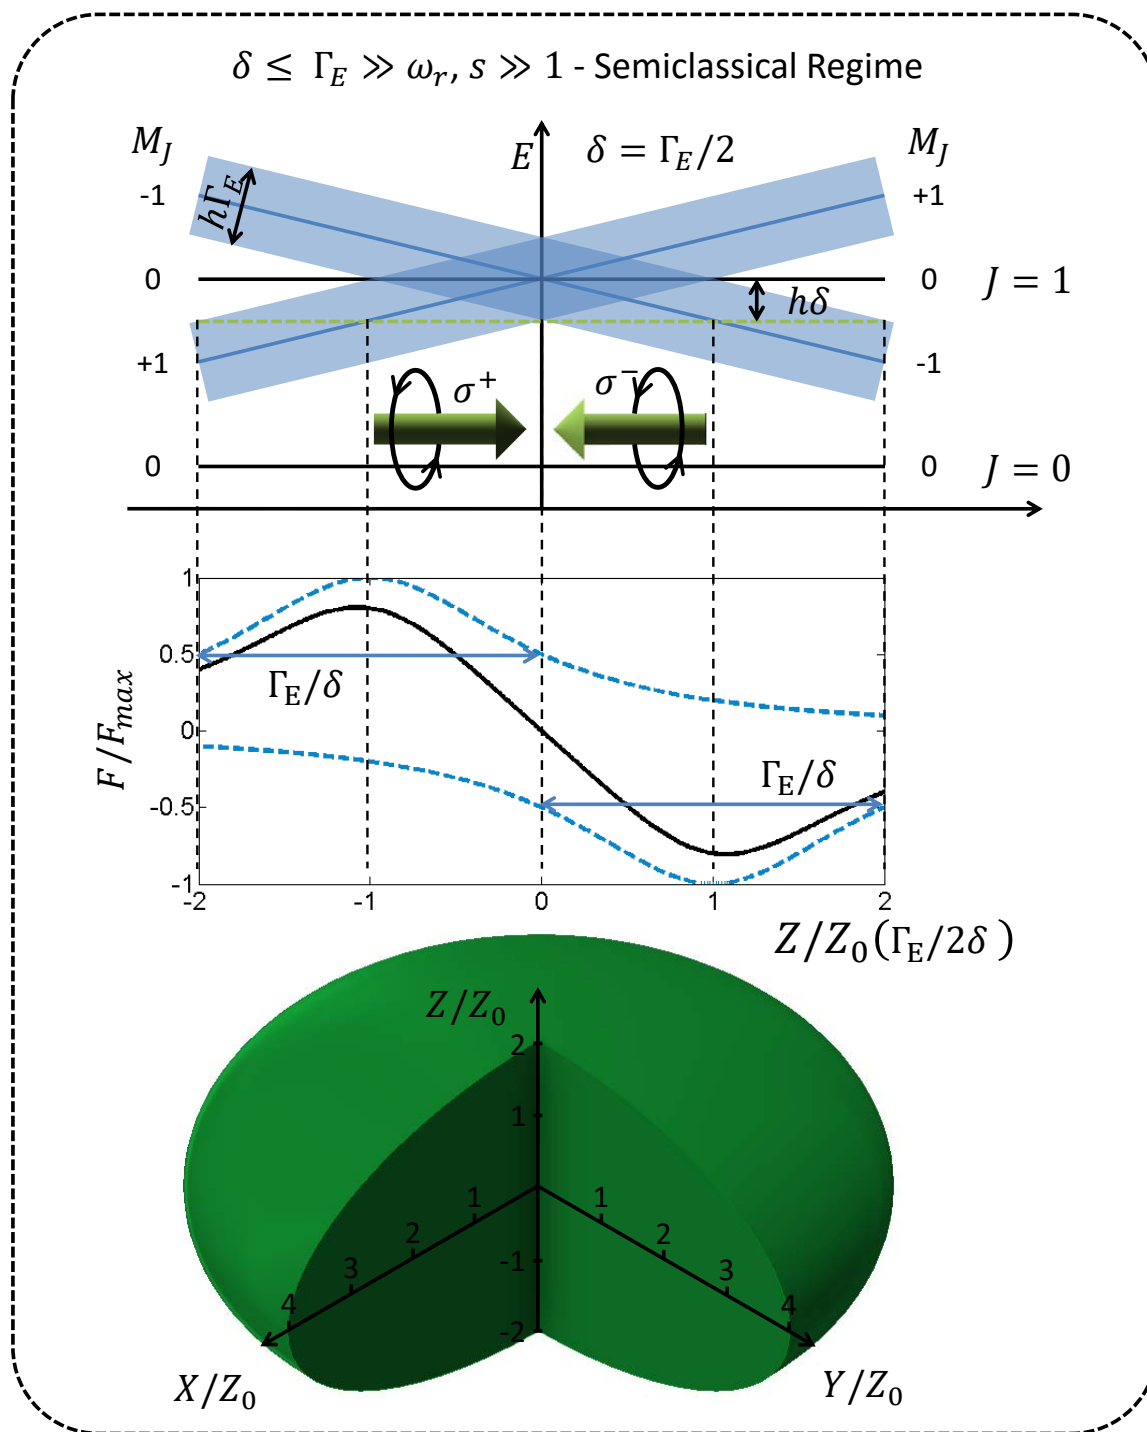 δ ≤ Γ_E ≫ ω_r, s ≫ 1 - Semiclassical Regime
M_J E δ = Γ_E/2 M_J
-1 hΓ_E +1
0 0 J = 1
hδ
+1 -1
σ⁺ σ⁻
0 0 J = 0
1
0.5
Γ_E/δ
F/F_max
0
Γ_E/δ
-0.5
-1
-2 -1 0 1 2
Z/Z_0(Γ_E/2δ )
Z/Z_0
2
1
1 1
2 2
-1
3 3
4 4
-2
X/Z_0 Y/Z_0